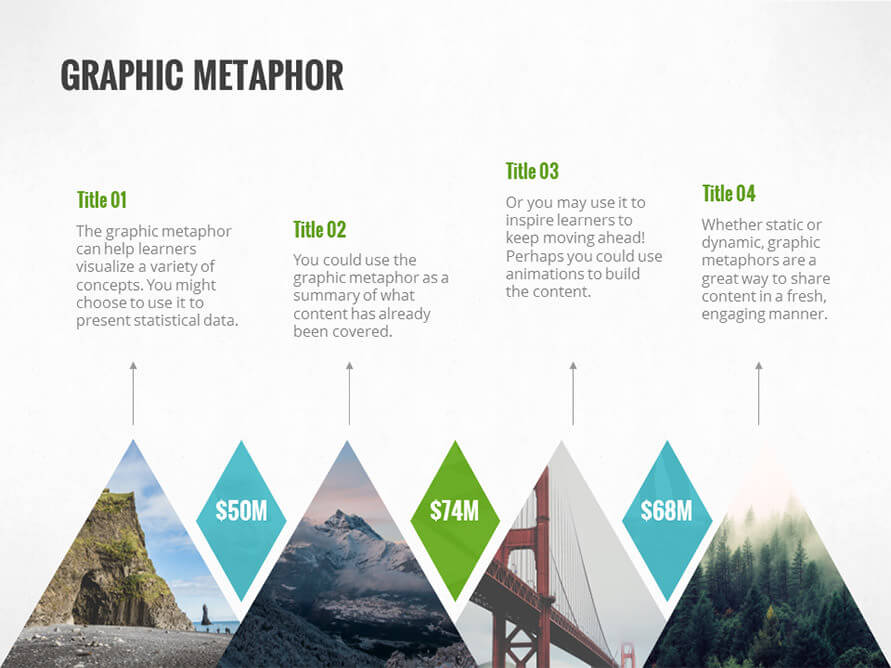 GRAPHIC METAPHOR
Title 01
The graphic metaphor
can help learners
visualize a variety of
concepts. You might
choose to use it to
present statistical data.
Title 02
You could use the
graphic metaphor as a
summary of what
content has already
been covered.
Title 03
Or you may use it to
inspire learners to
keep moving ahead!
Perhaps you could use
animations to build
the content.
Title 04
Whether static or
dynamic, graphic
metaphors are a
great way to share
content in a fresh,
engaging manner.
$50M
$74M
$68M